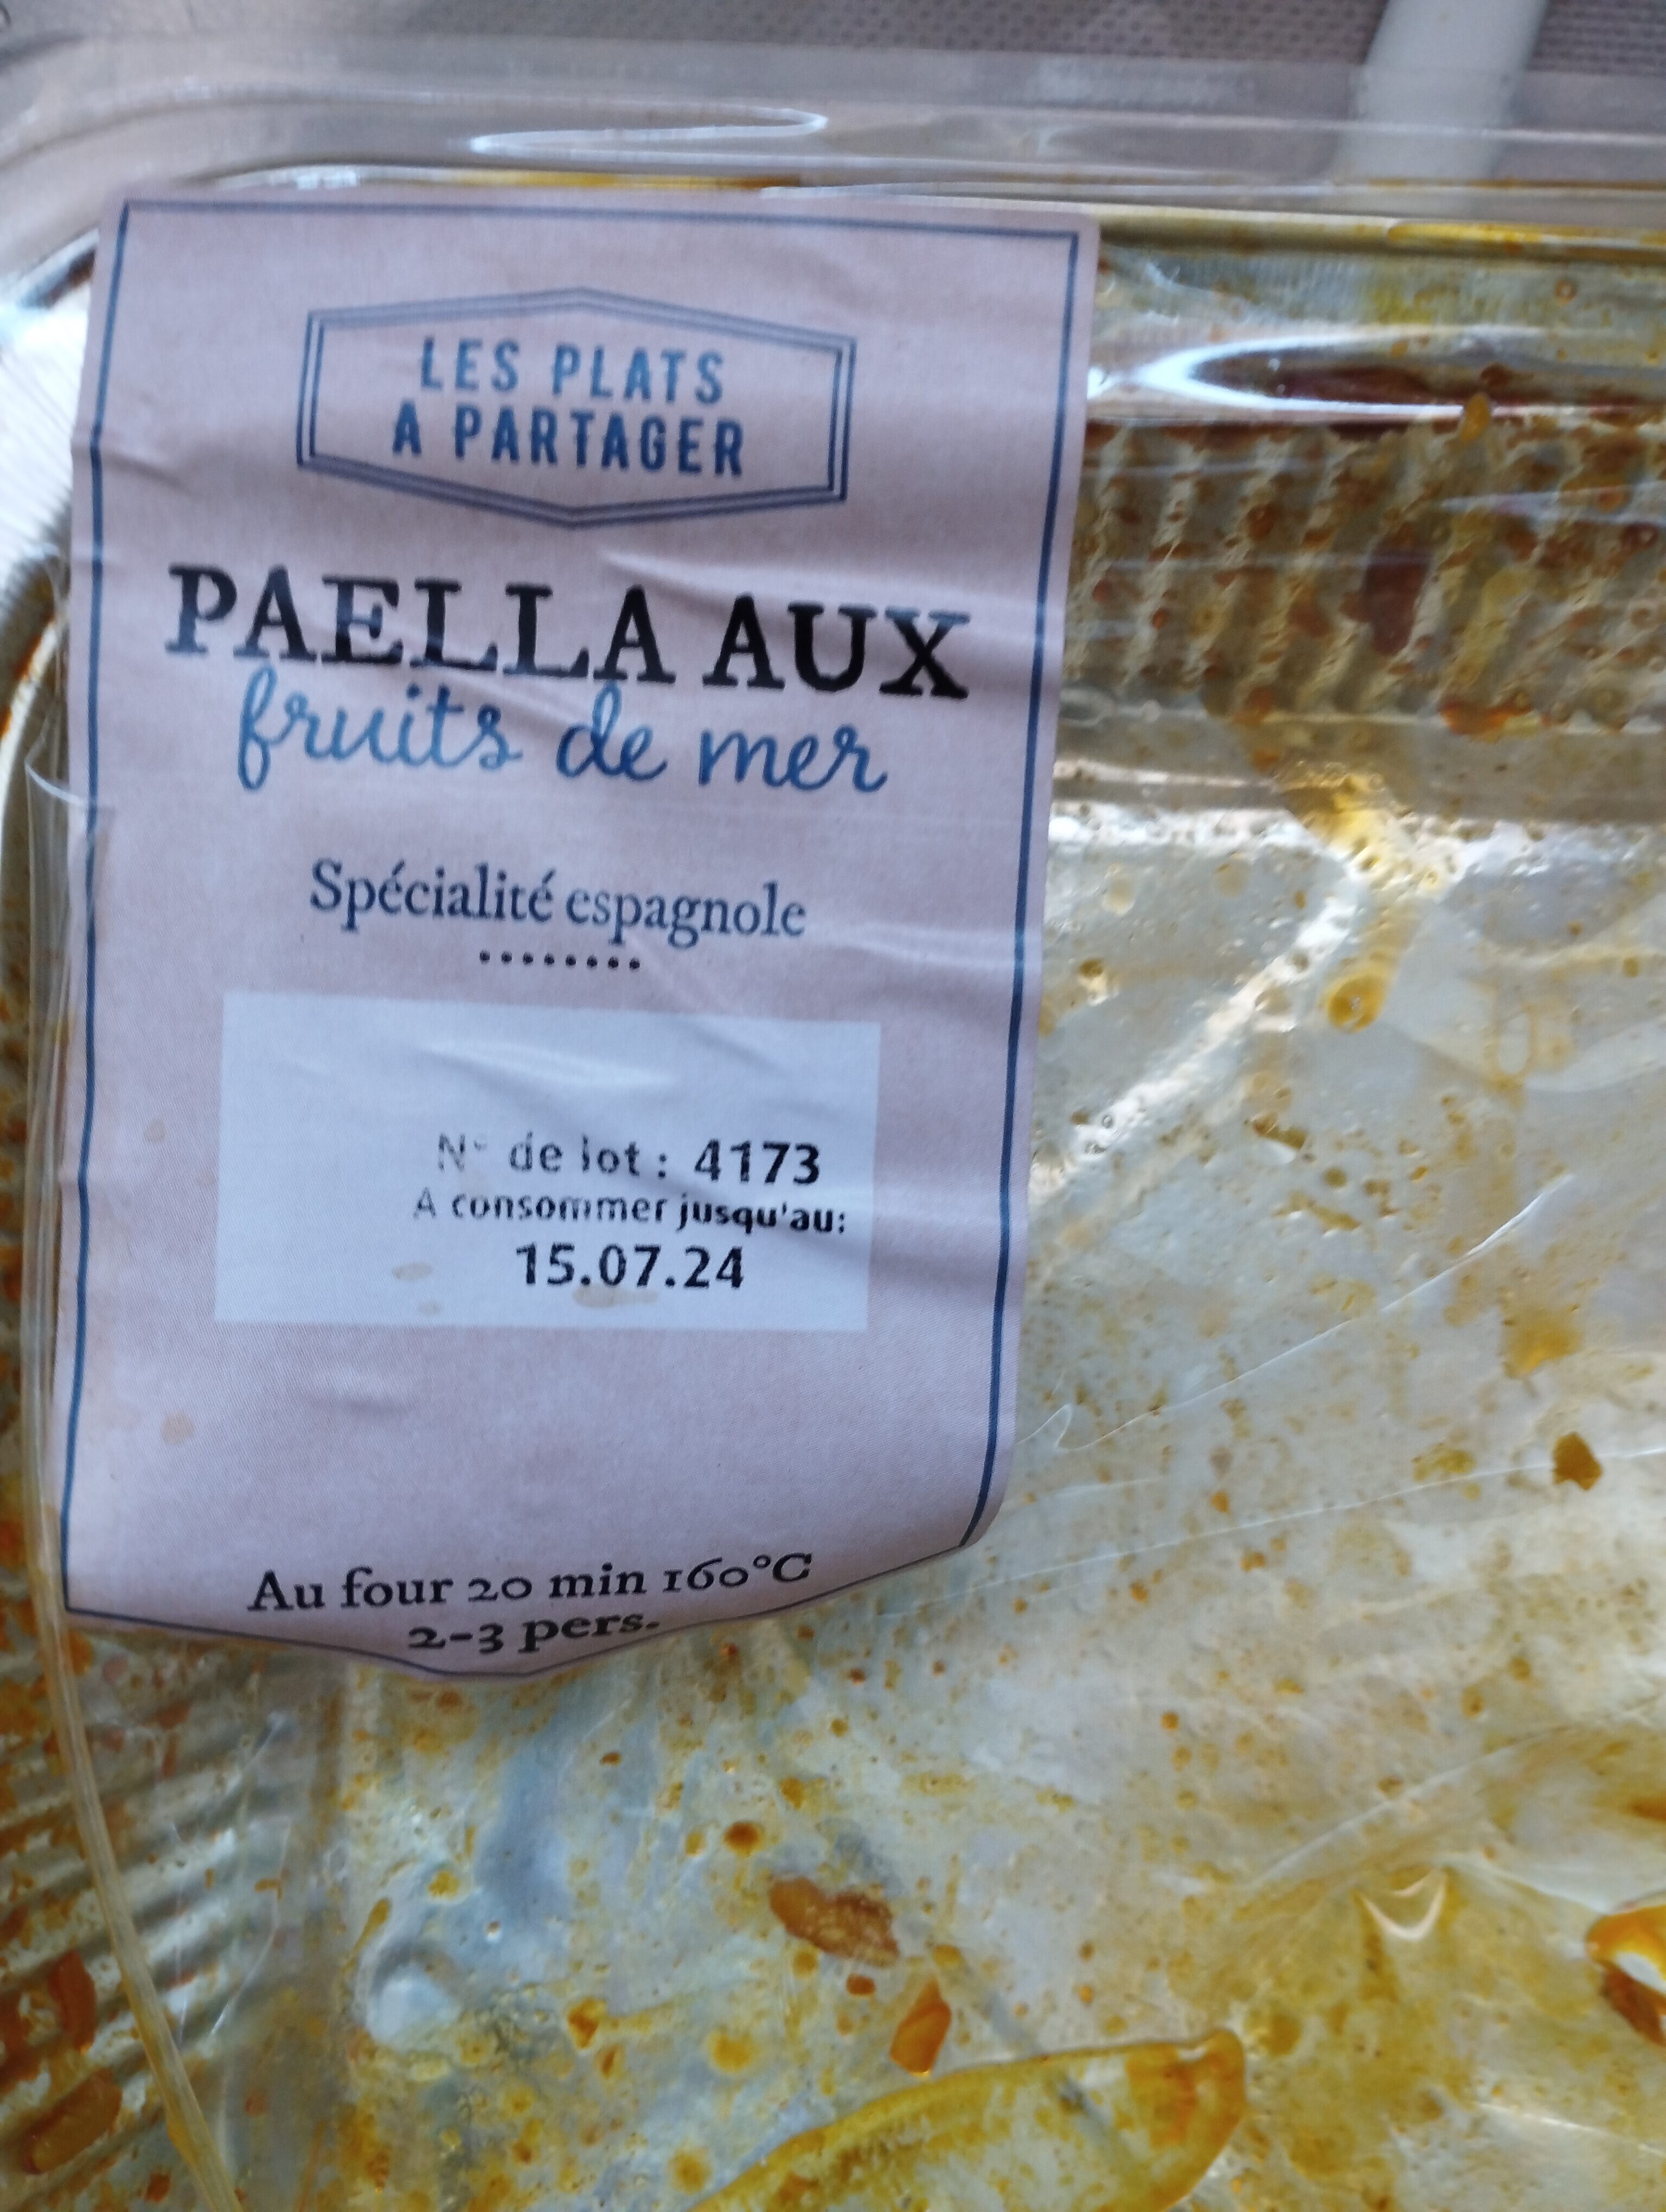 LES PLATS
A PARTAGER
PAELLA AUX
fruits de mer
Spécialité espagnole
N° de lot : 4173
A consommer jusqu'au:
15.07.24
Au four 20 min 160°C
2-3 pers.